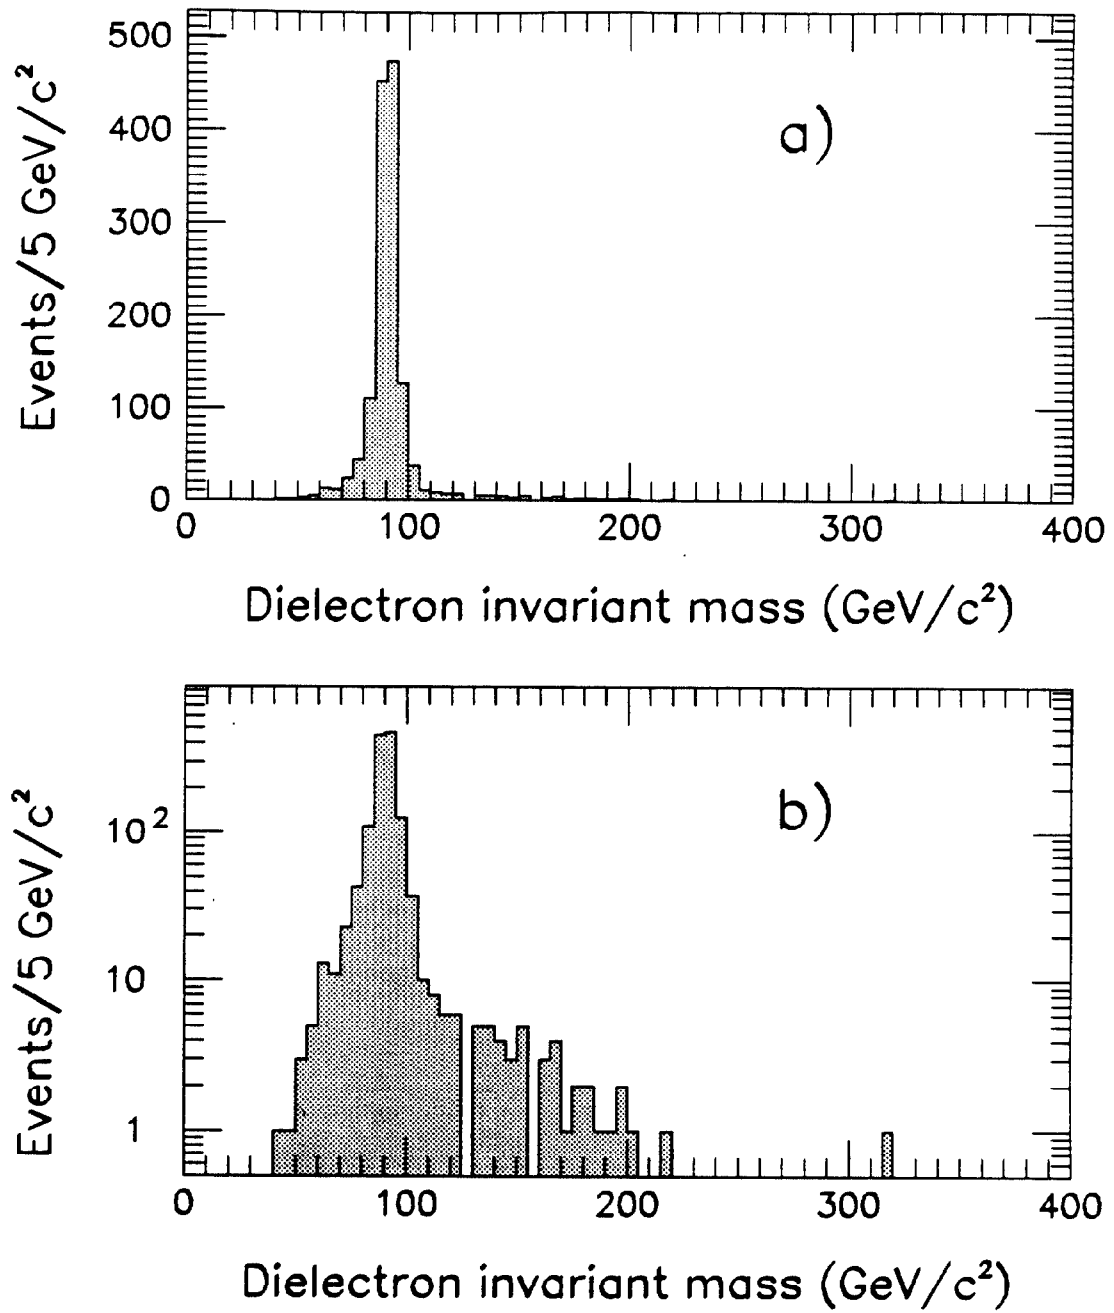 500
400
300
200
100
0
Events/5 GeV/c²
a)
0 100 200 300 400
Dielectron invariant mass (GeV/c²)
10²
10
1
Events/5 GeV/c²
b)
0 100 200 300 400
Dielectron invariant mass (GeV/c²)